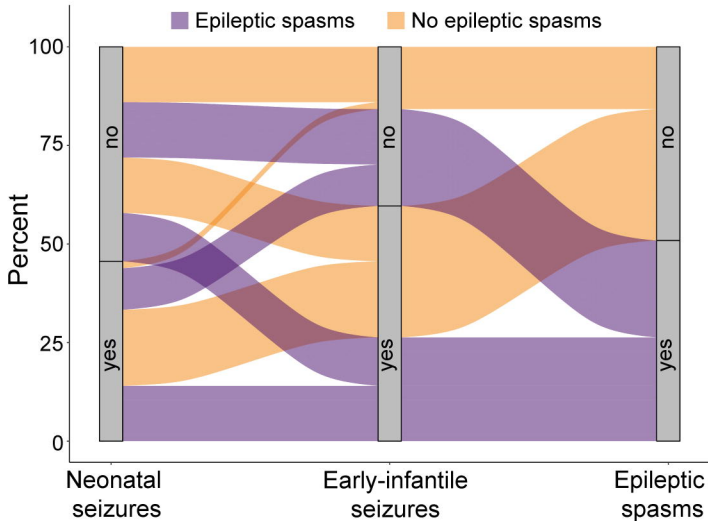 Epileptic spasms
No epileptic spasms
100
75
50
25
0
Percent
no
yes
no
yes
no
yes
Neonatal
seizures
Early-infantile
seizures
Epileptic
spasms